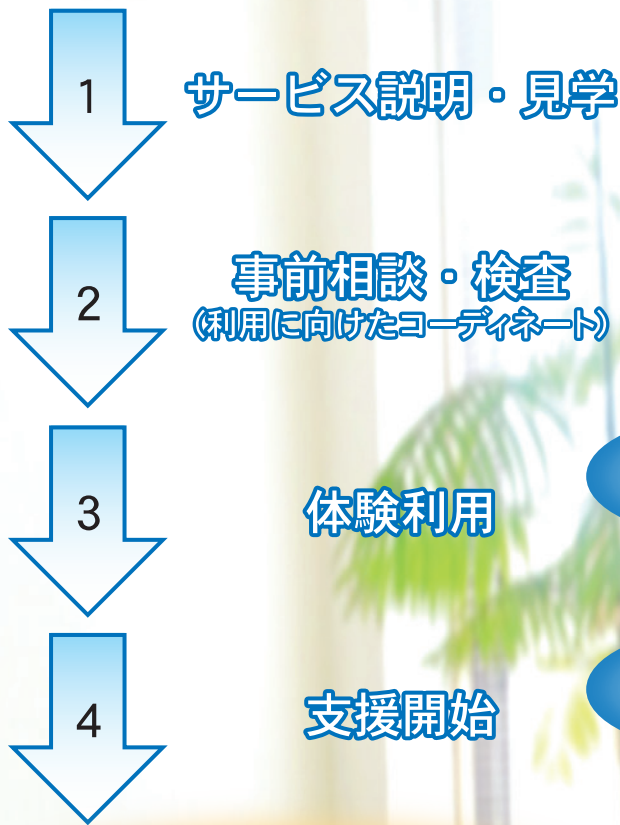 1
サービス説明・見学
2
事前相談・検査
(利用に向けたコーディネート)
3
体験利用
4
支援開始